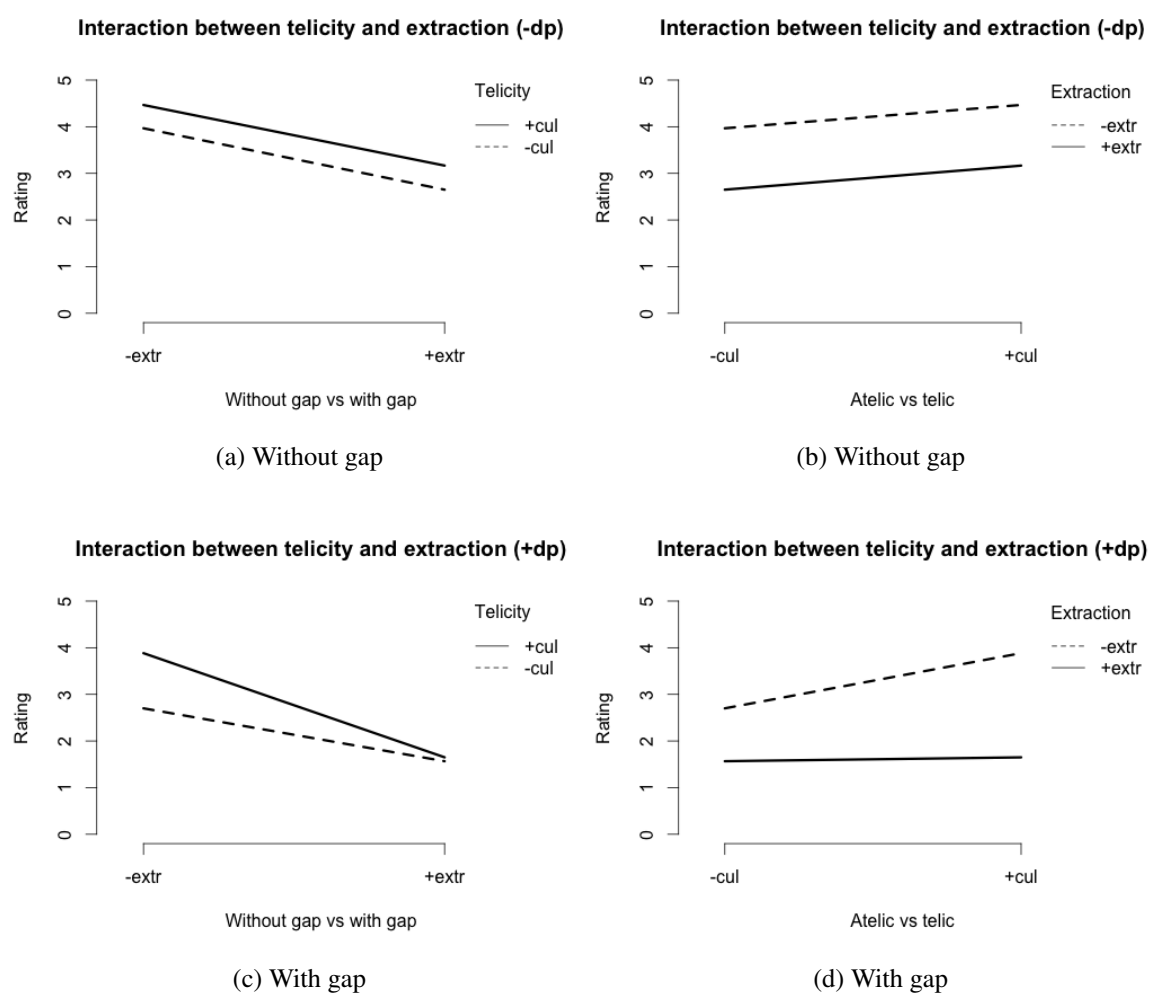 Interaction between telicity and extraction (-dp)
Rating
0
1
2
3
4
5
Telicity
+cul
-cul
-extr
+extr
Without gap vs with gap
(a) Without gap
Interaction between telicity and extraction (-dp)
Rating
0
1
2
3
4
5
Extraction
-extr
+extr
-cul
+cul
Atelic vs telic
(b) Without gap
Interaction between telicity and extraction (+dp)
Rating
0
1
2
3
4
5
Telicity
+cul
-cul
-extr
+extr
Without gap vs with gap
(c) With gap
Interaction between telicity and extraction (+dp)
Rating
0
1
2
3
4
5
Extraction
-extr
+extr
-cul
+cul
Atelic vs telic
(d) With gap